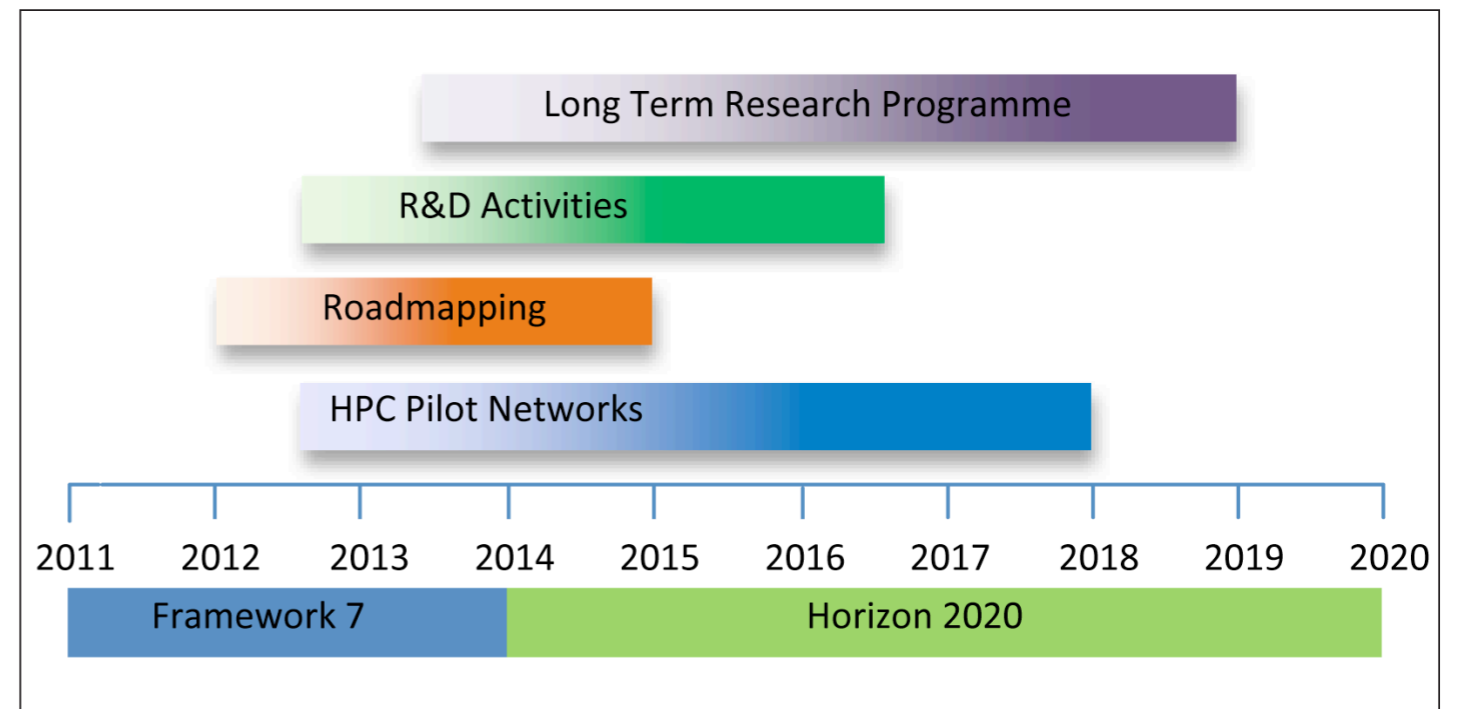 Long Term Research Programme
R&D Activities
Roadmapping
HPC Pilot Networks
2011 2012 2013 2014 2015 2016 2017 2018 2019 2020
Framework 7 Horizon 2020